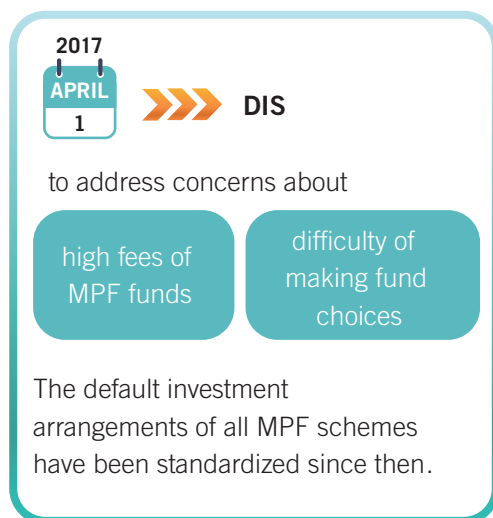 2017
APRIL
1
DIS
to address concerns about
high fees of
MPF funds
difficulty of
making fund
choices
The default investment
arrangements of all MPF schemes
have been standardized since then.